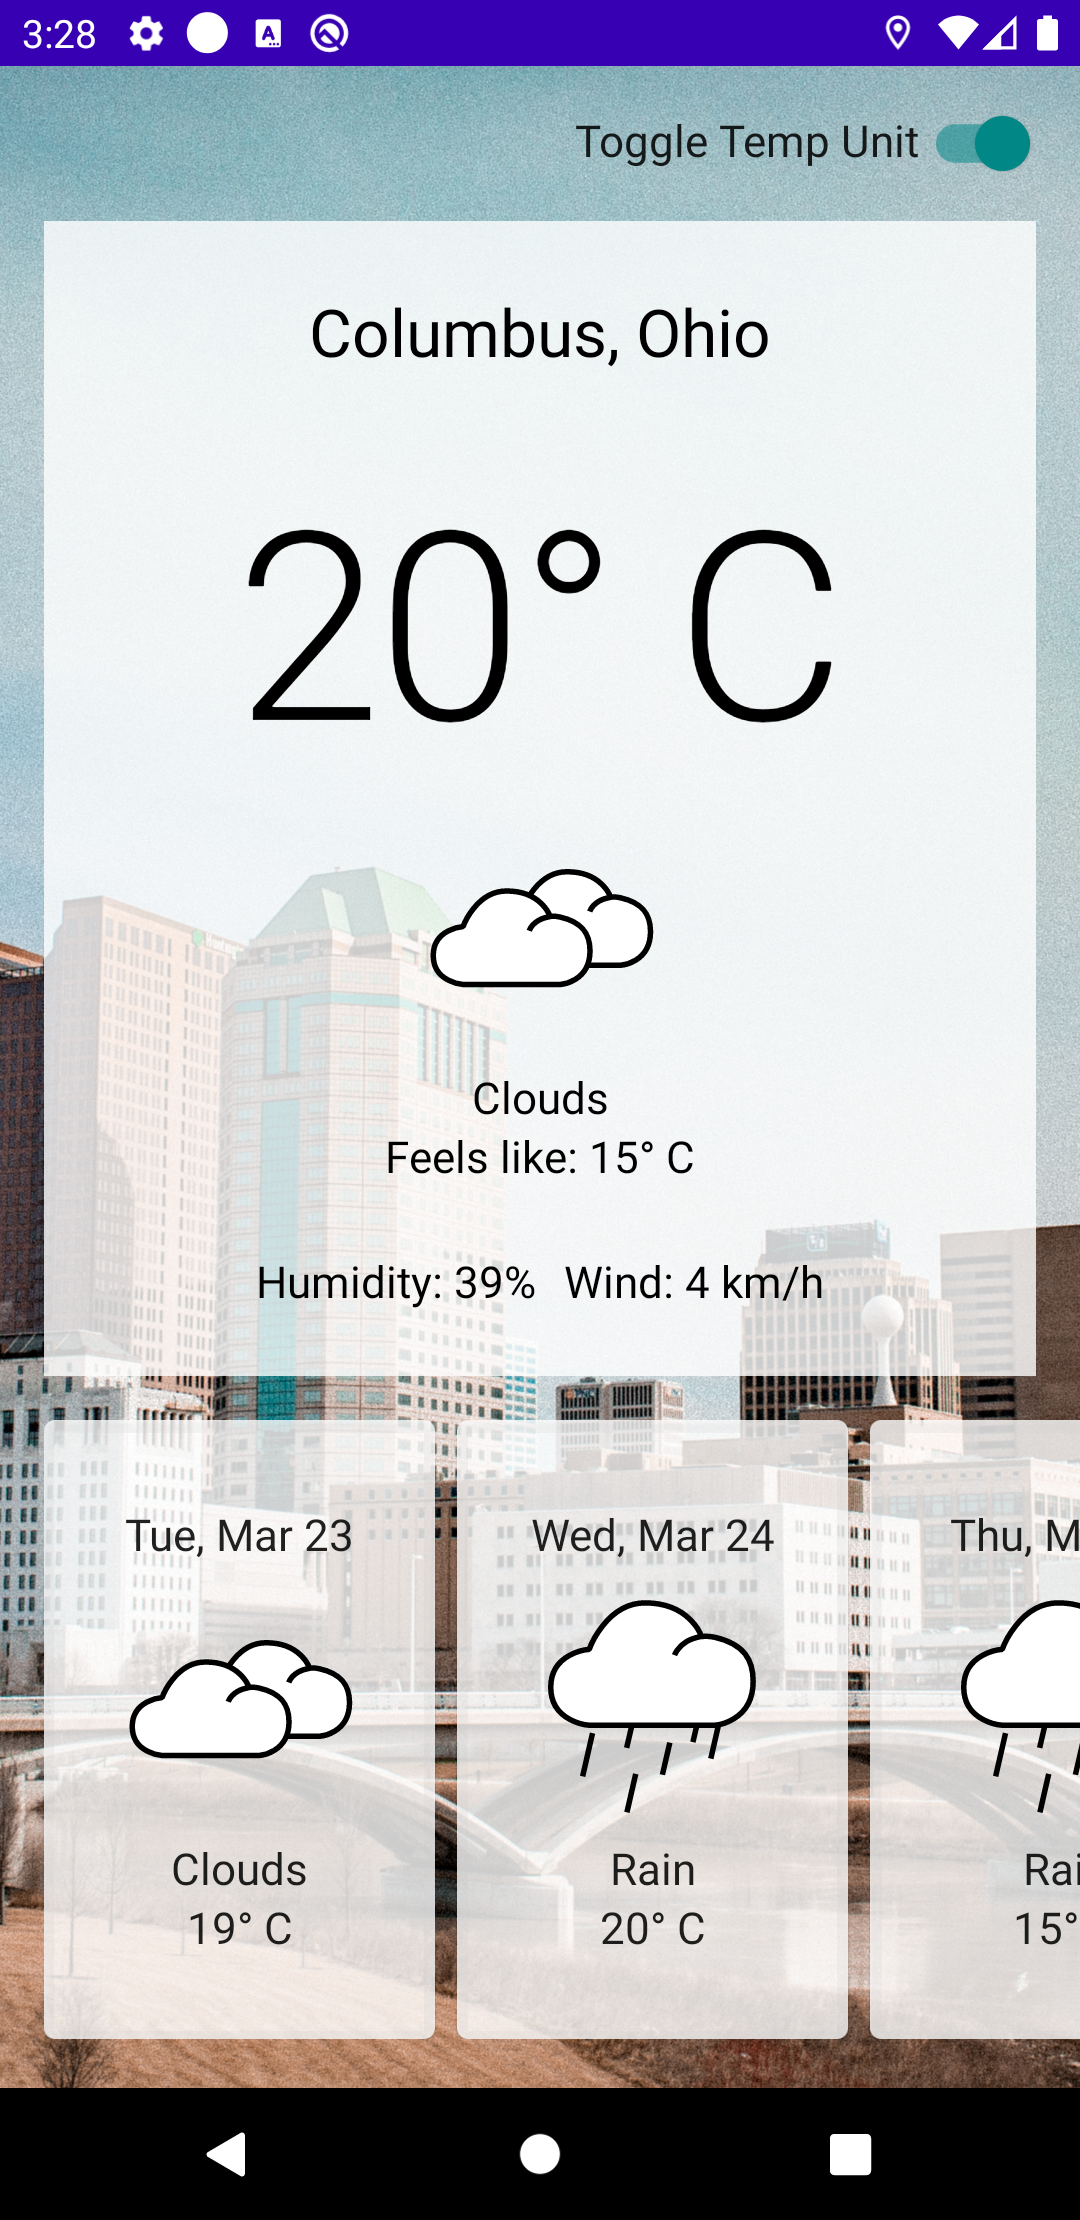 3:28
Toggle Temp Unit
Columbus, Ohio
20° C
Clouds
Feels like: 15° C
Humidity: 39% Wind: 4 km/h
Tue, Mar 23
Clouds
19° C
Wed, Mar 24
Rain
20° C
Thu, M
Rai
15°